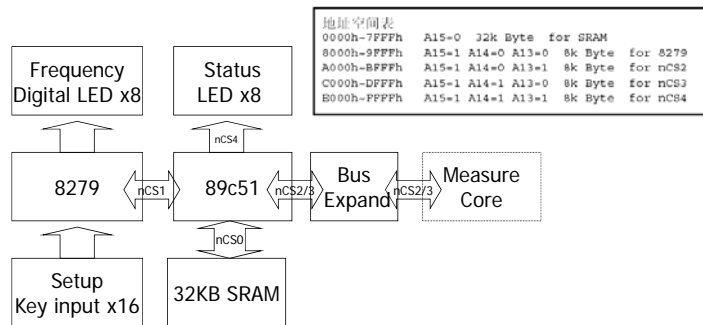 地址空间表
0000h-7FFFh A15=0 32k Byte for SRAM
8000h-9FFFh A15=1 A14=0 A13=0 8k Byte for 8279
A000h-BFFFh A15=1 A14=0 A13=1 8k Byte for nCS2
C000h-DFFFh A15=1 A14=1 A13=0 8k Byte for nCS3
E000h-FFFFh A15=1 A14=1 A13=1 8k Byte for nCS4
Frequency
Digital LED x8
Status
LED x8
nCS4
8279
nCS1
89c51
nCS2/3
Bus
Expand
nCS2/3
Measure
Core
nCS0
Setup
Key input x16
32KB SRAM